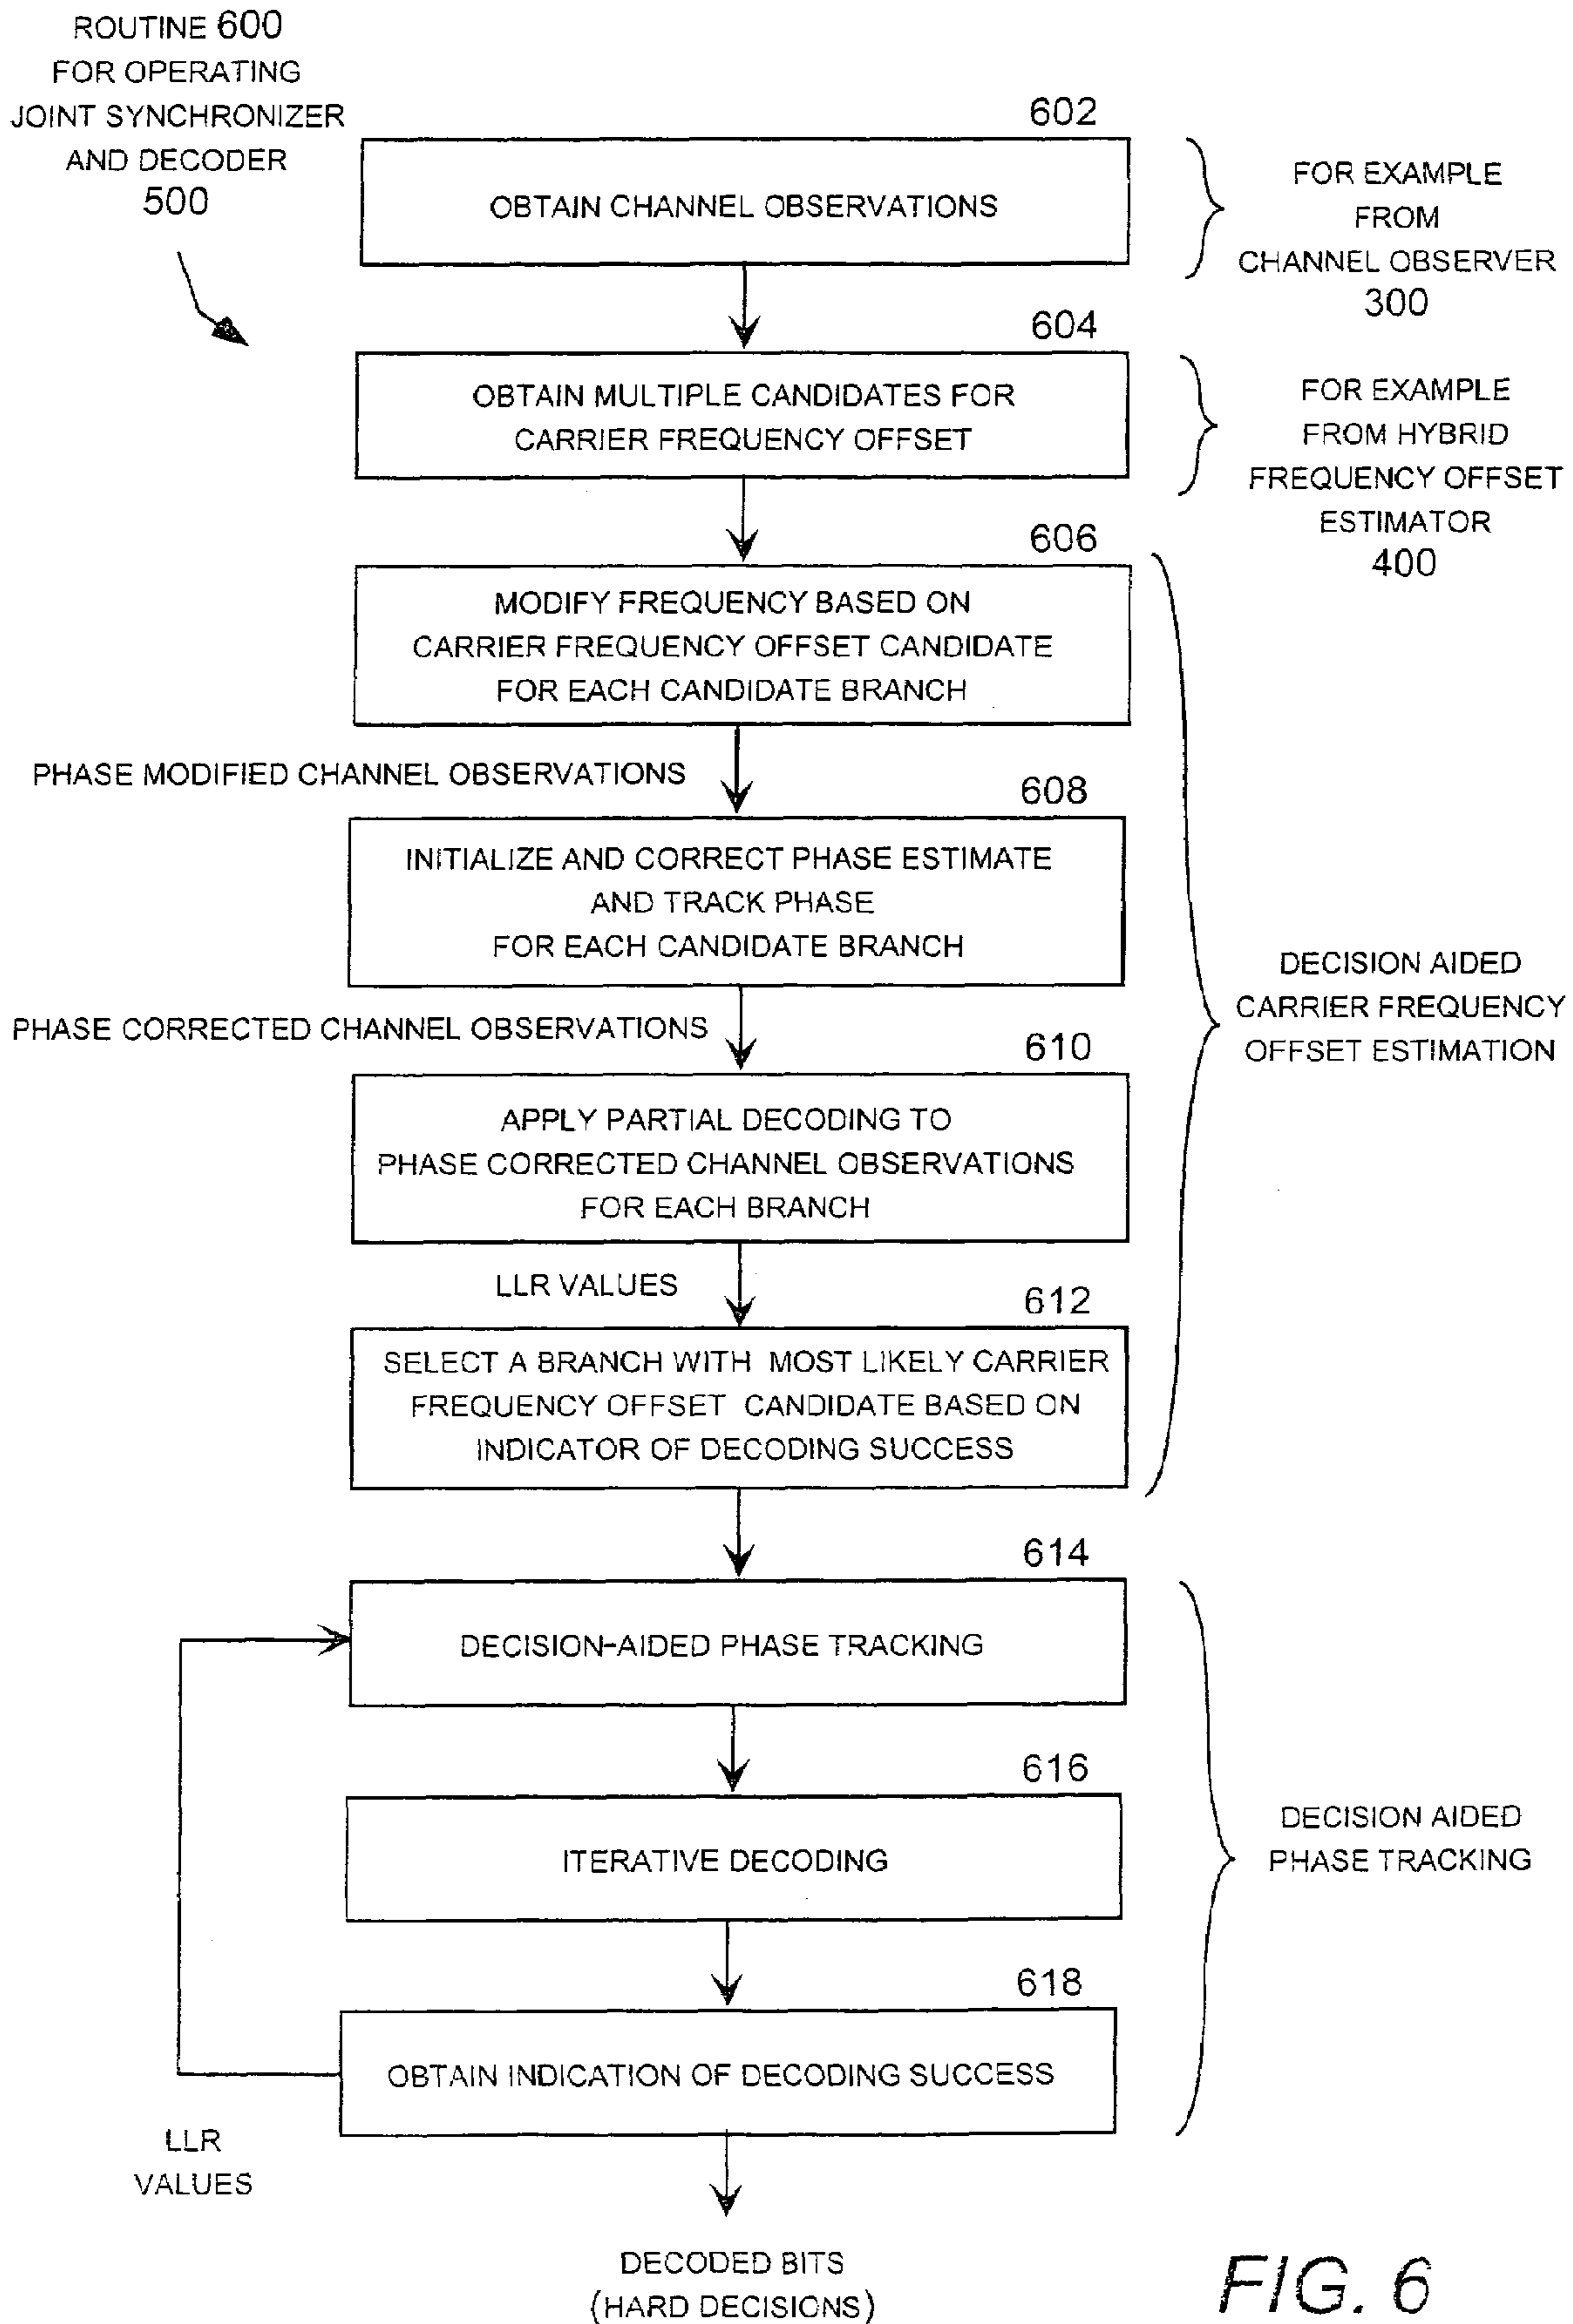 ROUTINE 600
FOR OPERATING
JOINT SYNCHRONIZER
AND DECODER
500
602
OBTAIN CHANNEL OBSERVATIONS
FOR EXAMPLE
FROM
CHANNEL OBSERVER
300
604
OBTAIN MULTIPLE CANDIDATES FOR
CARRIER FREQUENCY OFFSET
FOR EXAMPLE
FROM HYBRID
FREQUENCY OFFSET
ESTIMATOR
400
606
MODIFY FREQUENCY BASED ON
CARRIER FREQUENCY OFFSET CANDIDATE
FOR EACH CANDIDATE BRANCH
PHASE MODIFIED CHANNEL OBSERVATIONS
608
INITIALIZE AND CORRECT PHASE ESTIMATE
AND TRACK PHASE
FOR EACH CANDIDATE BRANCH
DECISION AIDED
CARRIER FREQUENCY
OFFSET ESTIMATION
PHASE CORRECTED CHANNEL OBSERVATIONS
610
APPLY PARTIAL DECODING TO
PHASE CORRECTED CHANNEL OBSERVATIONS
FOR EACH BRANCH
LLR VALUES
612
SELECT A BRANCH WITH MOST LIKELY CARRIER
FREQUENCY OFFSET CANDIDATE BASED ON
INDICATOR OF DECODING SUCCESS
614
DECISION-AIDED PHASE TRACKING
616
ITERATIVE DECODING
DECISION AIDED
PHASE TRACKING
618
OBTAIN INDICATION OF DECODING SUCCESS
LLR
VALUES
DECODED BITS
(HARD DECISIONS)
FIG. 6